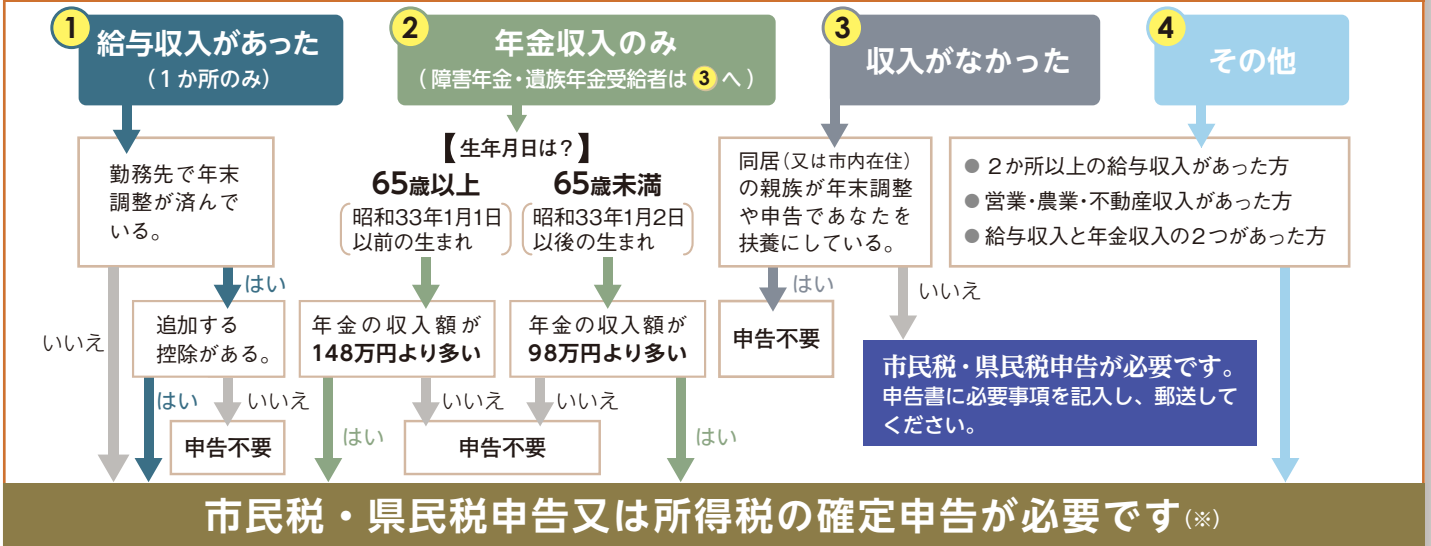 1
給与収入があった
(1か所のみ)
2
年金収入のみ
(障害年金・遺族年金受給者は 3 へ)
3
収入がなかった
4
その他
勤務先で年末
調整が済んで
いる。
いいえ
はい
追加する
控除がある。
はい
いいえ
申告不要
【生年月日は?】
65歳以上
昭和33年1月1日
以前の生まれ
65歳未満
昭和33年1月2日
以後の生まれ
年金の収入額が
148万円より多い
年金の収入額が
98万円より多い
はい
いいえ
いいえ
はい
申告不要
同居(又は市内在住)
の親族が年末調整
や申告であなたを
扶養にしている。
はい
いいえ
申告不要
市民税・県民税申告が必要です。
申告書に必要事項を記入し、郵送して
ください。
● 2か所以上の給与収入があった方
● 営業・農業・不動産収入があった方
● 給与収入と年金収入の2つがあった方
市民税・県民税申告又は所得税の確定申告が必要です(※)